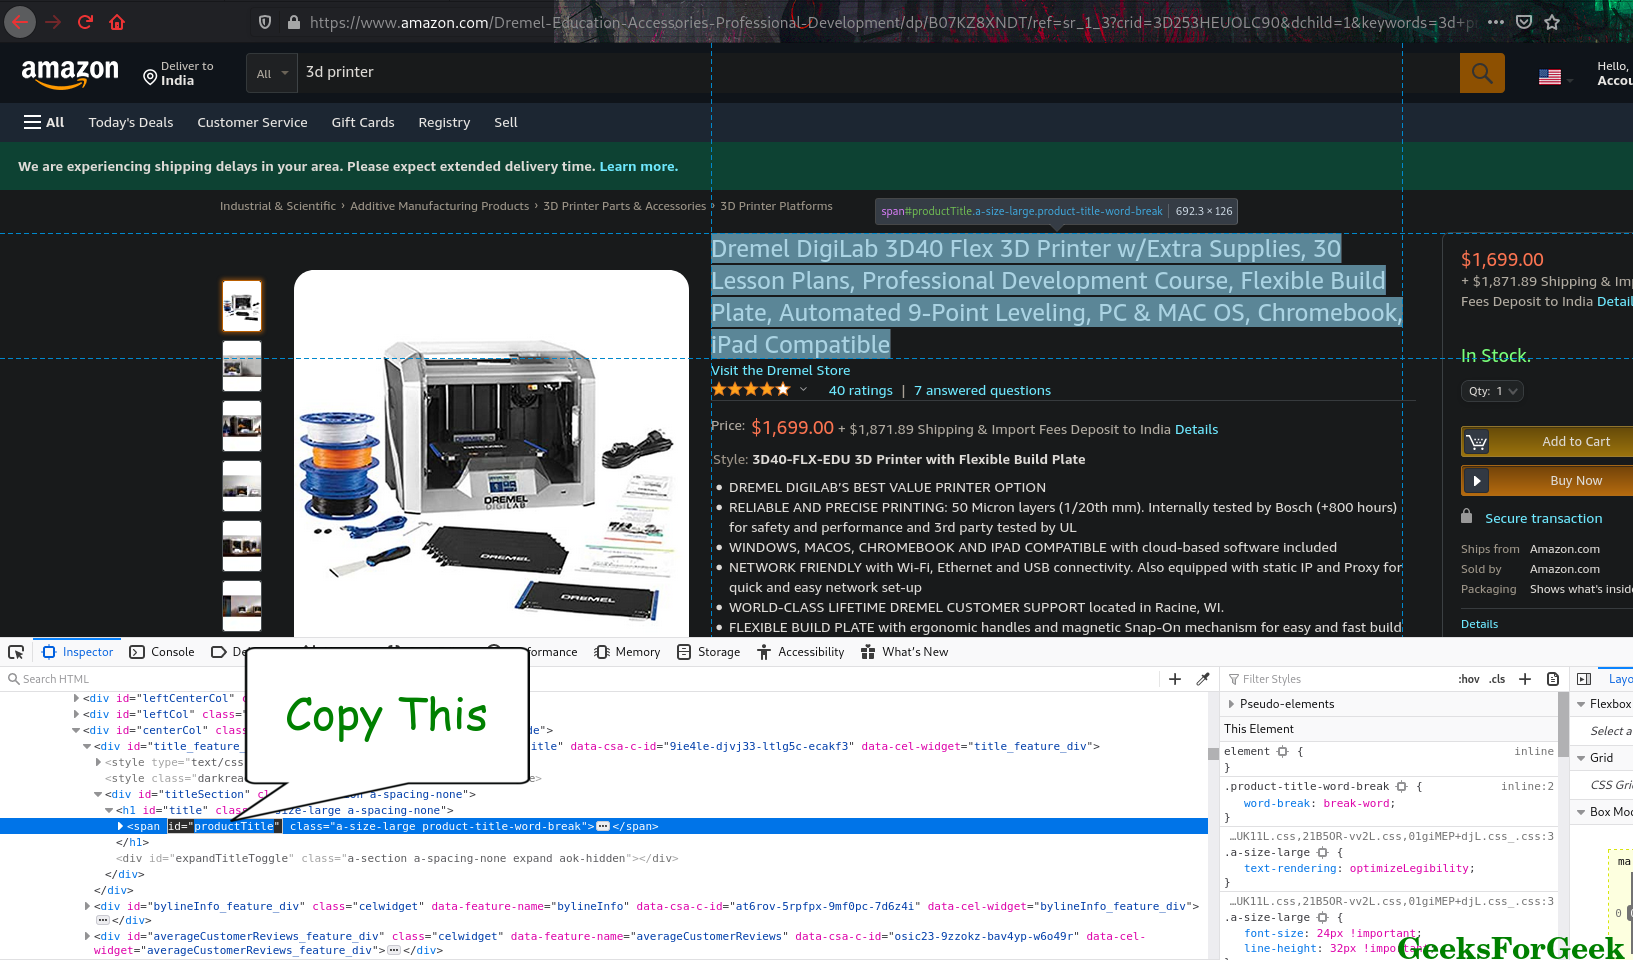 https://www.amazon.com/Dremel-Education-Accessories-Professional-Development/dp/B07KZ8XNDT/ref=sr_1_3?crid=3D253HEUOLC90&dchild=1&keywords=3d+p
amazon
Deliver to
India
All
3d printer
Hello,
Accou
All Today's Deals Customer Service Gift Cards Registry Sell
We are experiencing shipping delays in your area. Please expect extended delivery time. Learn more.
Industrial & Scientific › Additive Manufacturing Products › 3D Printer Parts & Accessories › 3D Printer Platforms
span#productTitle.a-size-large.product-title-word-break 692.3 × 126
Dremel DigiLab 3D40 Flex 3D Printer w/Extra Supplies, 30
Lesson Plans, Professional Development Course, Flexible Build
Plate, Automated 9-Point Leveling, PC & MAC OS, Chromebook,
iPad Compatible
Visit the Dremel Store
40 ratings | 7 answered questions
Price: $1,699.00 + $1,871.89 Shipping & Import Fees Deposit to India Details
Style: 3D40-FLX-EDU 3D Printer with Flexible Build Plate
• DREMEL DIGILAB'S BEST VALUE PRINTER OPTION
• RELIABLE AND PRECISE PRINTING: 50 Micron layers (1/20th mm). Internally tested by Bosch (+800 hours)
for safety and performance and 3rd party tested by UL
• WINDOWS, MACOS, CHROMEBOOK AND IPAD COMPATIBLE with cloud-based software included
• NETWORK FRIENDLY with Wi-Fi, Ethernet and USB connectivity. Also equipped with static IP and Proxy for
quick and easy network set-up
• WORLD-CLASS LIFETIME DREMEL CUSTOMER SUPPORT located in Racine, WI.
• FLEXIBLE BUILD PLATE with ergonomic handles and magnetic Snap-On mechanism for easy and fast build
DREMEL
DREMEL
DIGILAB
DREMEL
DREMEL
$1,699.00
+ $1,871.89 Shipping & Im
Fees Deposit to India Detail
In Stock.
Qty: 1
Add to Cart
Buy Now
Secure transaction
Ships from Amazon.com
Sold by Amazon.com
Packaging Shows what's inside
Details
Inspector Console De formance Memory Storage Accessibility What's New
Search HTML
Copy This
<div id="leftCenterCol" c
<div id="leftCol" class="
<div id="centerCol" class de">
<div id="title_feature_ itle" data-csa-c-id="9ie4le-djvj33-ltlg5c-ecakf3" data-cel-widget="title_feature_div">
<style type="text/css
<style class="darkrea e>
<div id="titleSection" cl on a-spacing-none">
<h1 id="title" class size-large a-spacing-none">
<span id="productTitle" class="a-size-large product-title-word-break"> </span>
</h1>
<div id="expandTitleToggle" class="a-section a-spacing-none expand aok-hidden"></div>
</div>
</div>
<div id="bylineInfo_feature_div" class="celwidget" data-feature-name="bylineInfo" data-csa-c-id="at6rov-5rpfpx-9mf0pc-7d6z4i" data-cel-widget="bylineInfo_feature_div">
</div>
<div id="averageCustomerReviews_feature_div" class="celwidget" data-feature-name="averageCustomerReviews" data-csa-c-id="osic23-9zzokz-bav4yp-w6o49r" data-cel-
widget="averageCustomerReviews_feature_div"> </div>
Filter Styles :hov .cls
Pseudo-elements
This Element
element { inline
}
.product-title-word-break { inline:2
word-break: break-word;
}
…UK11L.css,21B5OR-vv2L.css,01giMEP+djL.css_.css:3
.a-size-large {
text-rendering: optimizeLegibility;
}
…UK11L.css,21B5OR-vv2L.css,01giMEP+djL.css_.css:3
.a-size-large {
font-size: 24px !important;
line-height: 32px !important;
Layo
Flexbox
Select a
Grid
CSS Gri
Box Mod
ma
0
GeeksForGeek